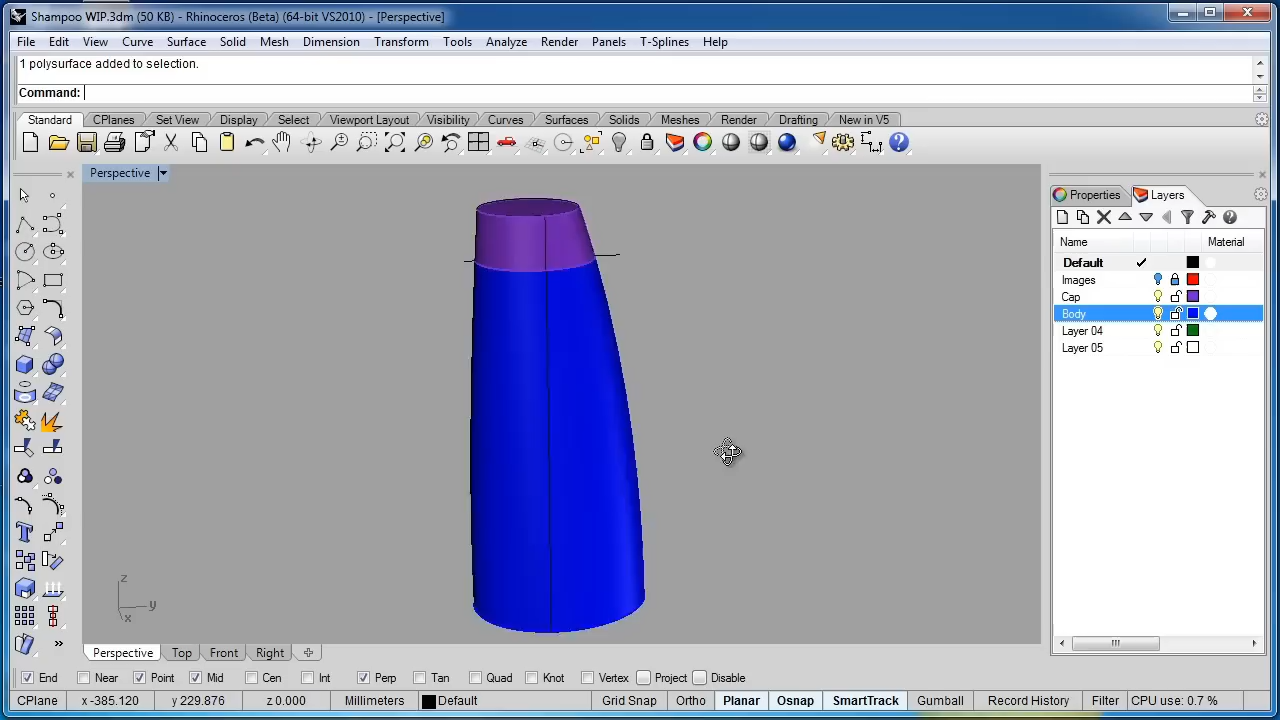 Shampoo WIP.3dm (50 KB) - Rhinoceros (Beta) (64-bit VS2010) - [Perspective]
File Edit View Curve Surface Solid Mesh Dimension Transform Tools Analyze Render Panels T-Splines Help
1 polysurface added to selection.
Command:
Standard CPlanes Set View Display Select Viewport Layout Visibility Curves Surfaces Solids Meshes Render Drafting New in V5
Perspective
Properties Layers
Name Material
Default
Images
Cap
Body
Layer 04
Layer 05
z
y
x
Perspective Top Front Right
End Near Point Mid Cen Int Perp Tan Quad Knot Vertex Project Disable
CPlane x -385.120 y 229.876 z 0.000 Millimeters Default Grid Snap Ortho Planar Osnap SmartTrack Gumball Record History Filter CPU use: 0.7 %